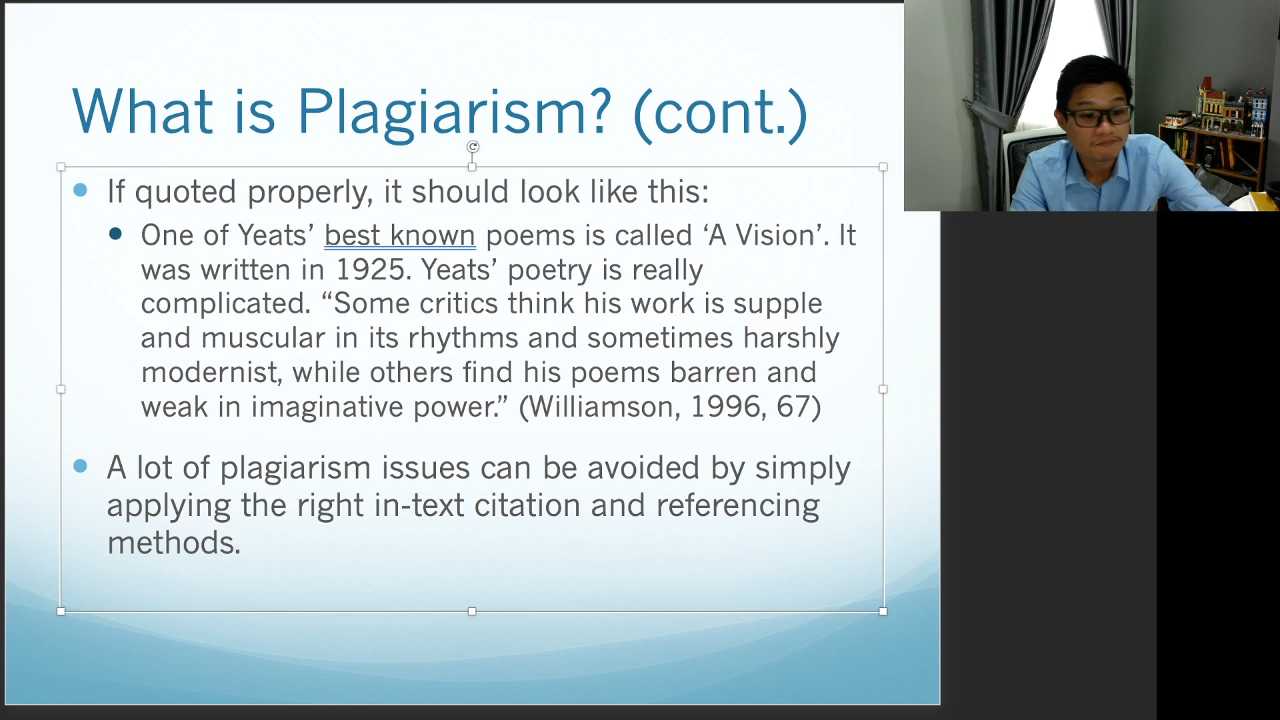 What is Plagiarism? (cont.)
If quoted properly, it should look like this:
One of Yeats’ best known poems is called ‘A Vision’. It
was written in 1925. Yeats’ poetry is really
complicated. “Some critics think his work is supple
and muscular in its rhythms and sometimes harshly
modernist, while others find his poems barren and
weak in imaginative power.” (Williamson, 1996, 67)
A lot of plagiarism issues can be avoided by simply
applying the right in-text citation and referencing
methods.